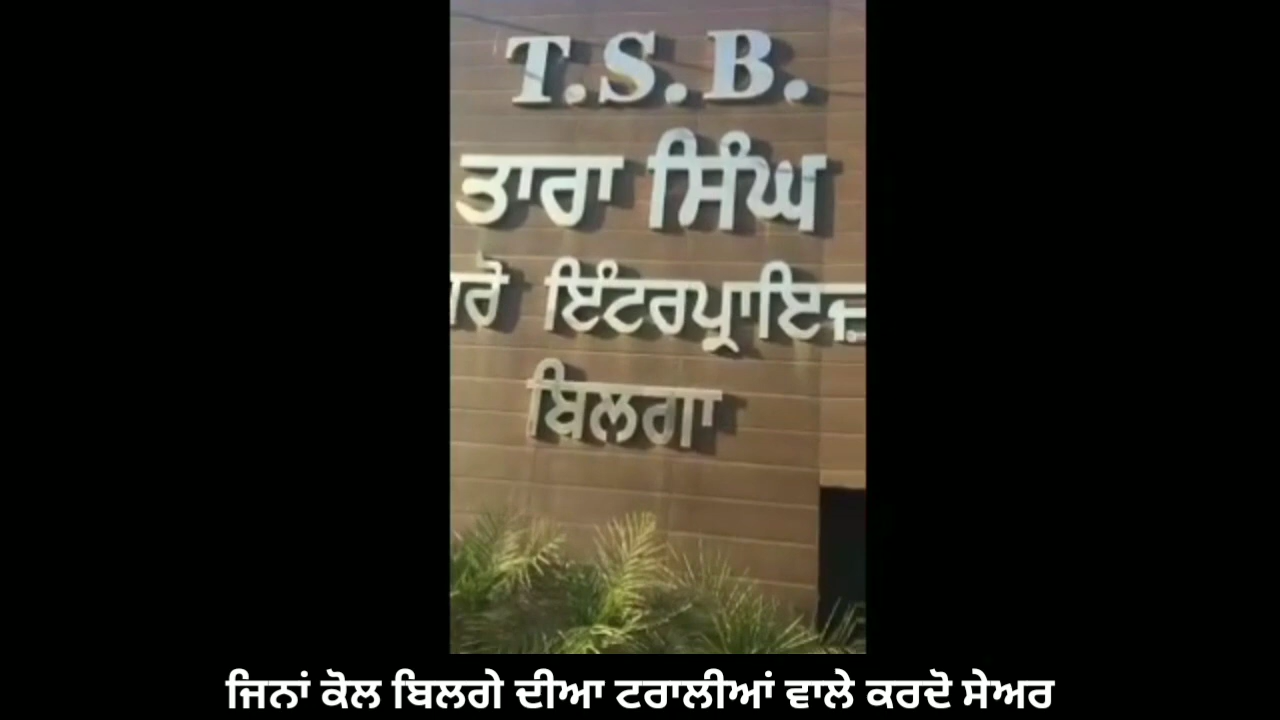 T.S.B.
ਤਾਰਾ ਸਿੰਘ
ਇੰਟਰਪ੍ਰਾਇਜ਼
ਬਿਲਗਾ
ਜਿਨਾਂ ਕੋਲ ਬਿਲਗੇ ਦੀਆ ਟਰਾਲੀਆਂ ਵਾਲੇ ਕਰਦੋ ਸੇਅਰ